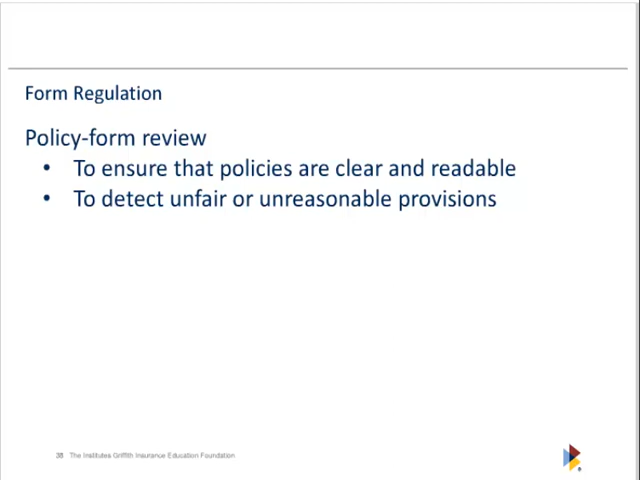 Form Regulation
Policy-form review
• To ensure that policies are clear and readable
• To detect unfair or unreasonable provisions
38 The Institutes Griffith Insurance Education Foundation